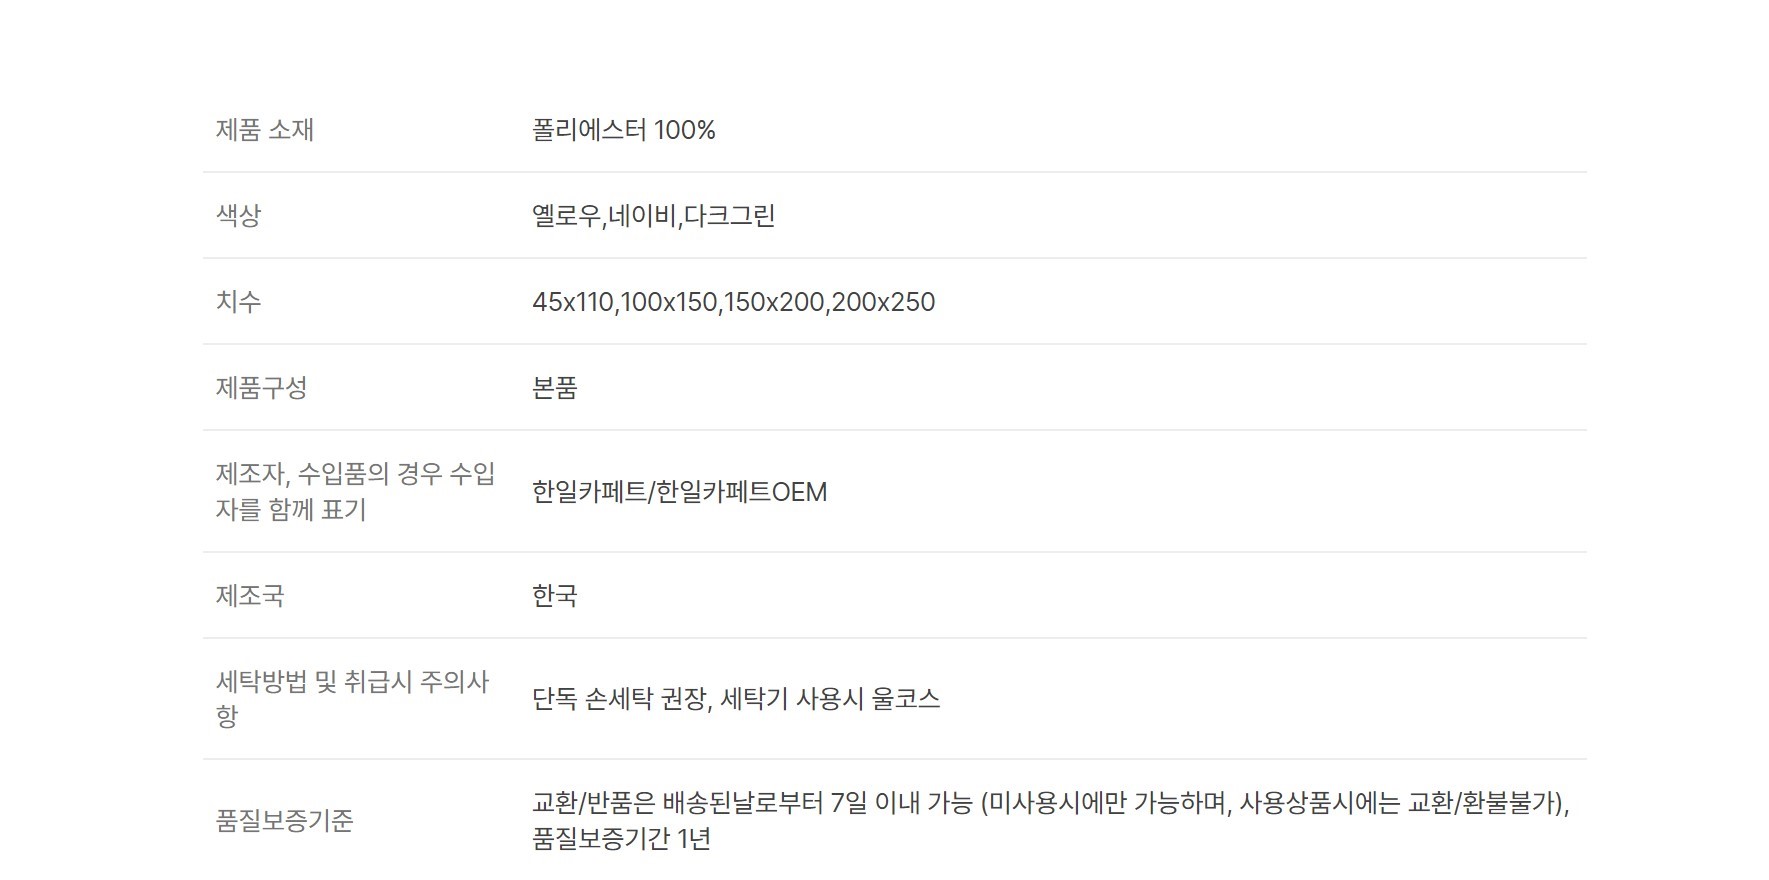 제품 소재
폴리에스터 100%
색상
옐로우,네이비,다크그린
치수
45x110,100x150,150x200,200x250
제품구성
본품
제조자, 수입품의 경우 수입
자를 함께 표기
한일카페트/한일카페트OEM
제조국
한국
세탁방법 및 취급시 주의사
항
단독 손세탁 권장, 세탁기 사용시 울코스
품질보증기준
교환/반품은 배송된날로부터 7일 이내 가능 (미사용시에만 가능하며, 사용상품시에는 교환/환불불가),
품질보증기간 1년